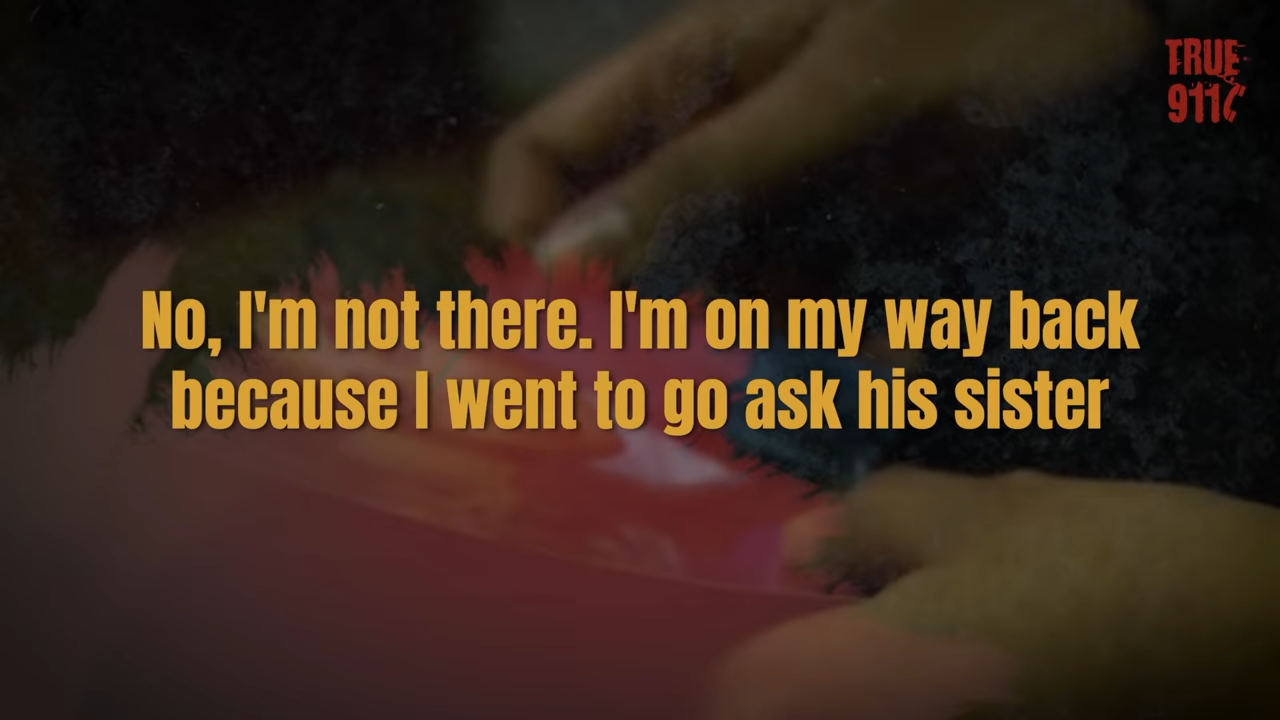 TRUE
911
No, I'm not there. I'm on my way back
because I went to go ask his sister